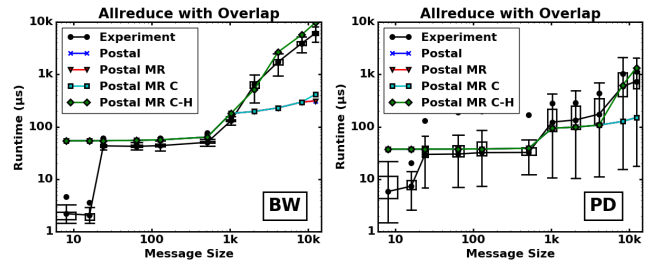 Allreduce with Overlap
Runtime (μs)
10k
1k
100
10
1
Experiment
Postal
Postal MR
Postal MR C
Postal MR C-H
BW
10
100
1k
10k
Message Size
Allreduce with Overlap
Runtime (μs)
10k
1k
100
10
1
Experiment
Postal
Postal MR
Postal MR C
Postal MR C-H
PD
10
100
1k
10k
Message Size